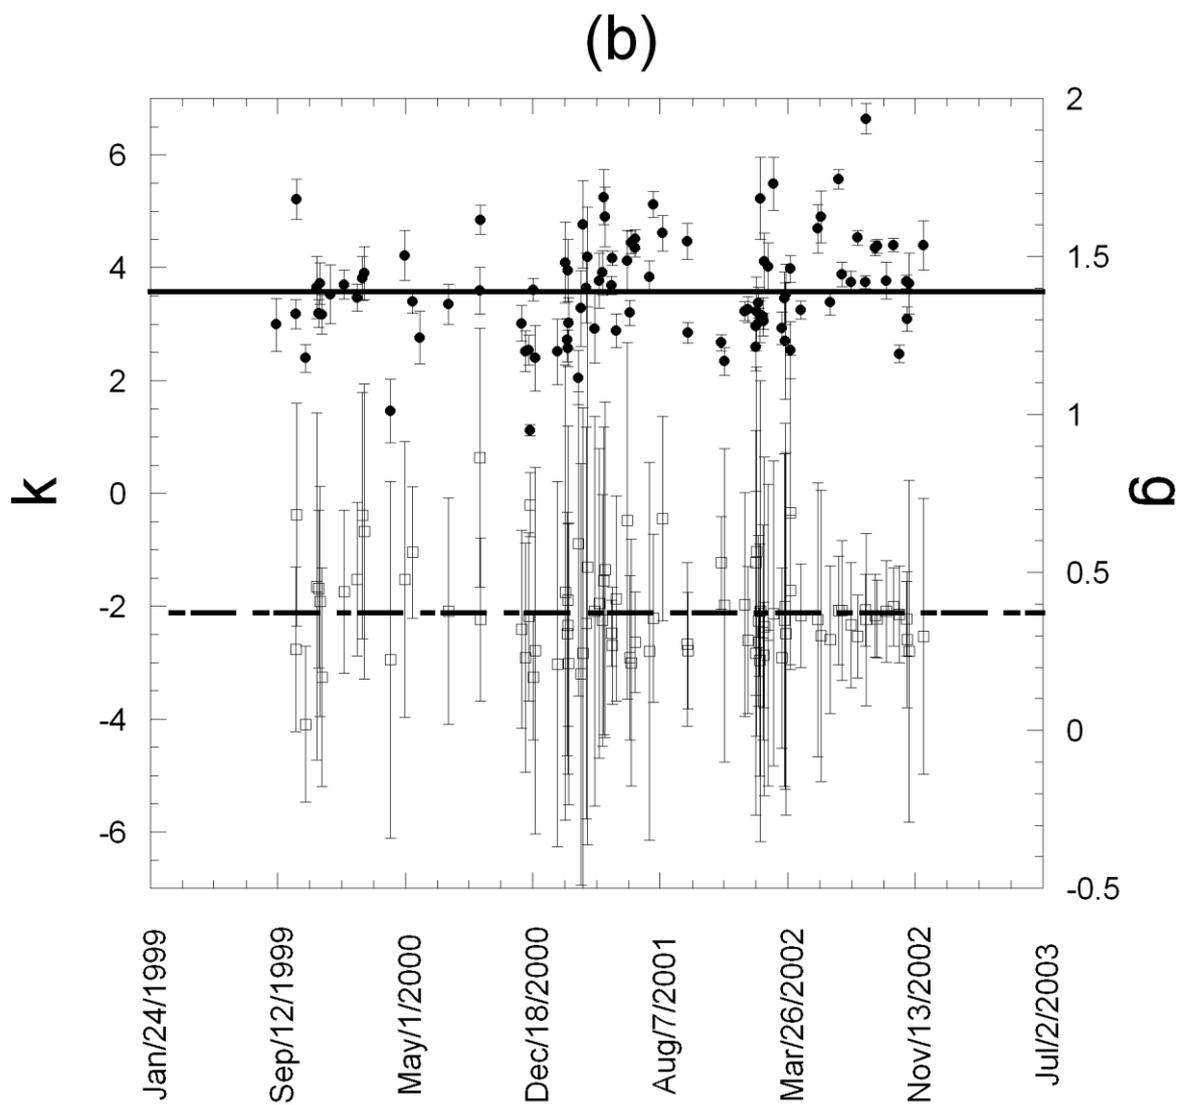 (b)
6
4
2
0
-2
-4
-6
k
2
1.5
1
0.5
0
-0.5
g
Jan/24/1999
Sep/12/1999
May/1/2000
Dec/18/2000
Aug/7/2001
Mar/26/2002
Nov/13/2002
Jul/2/2003